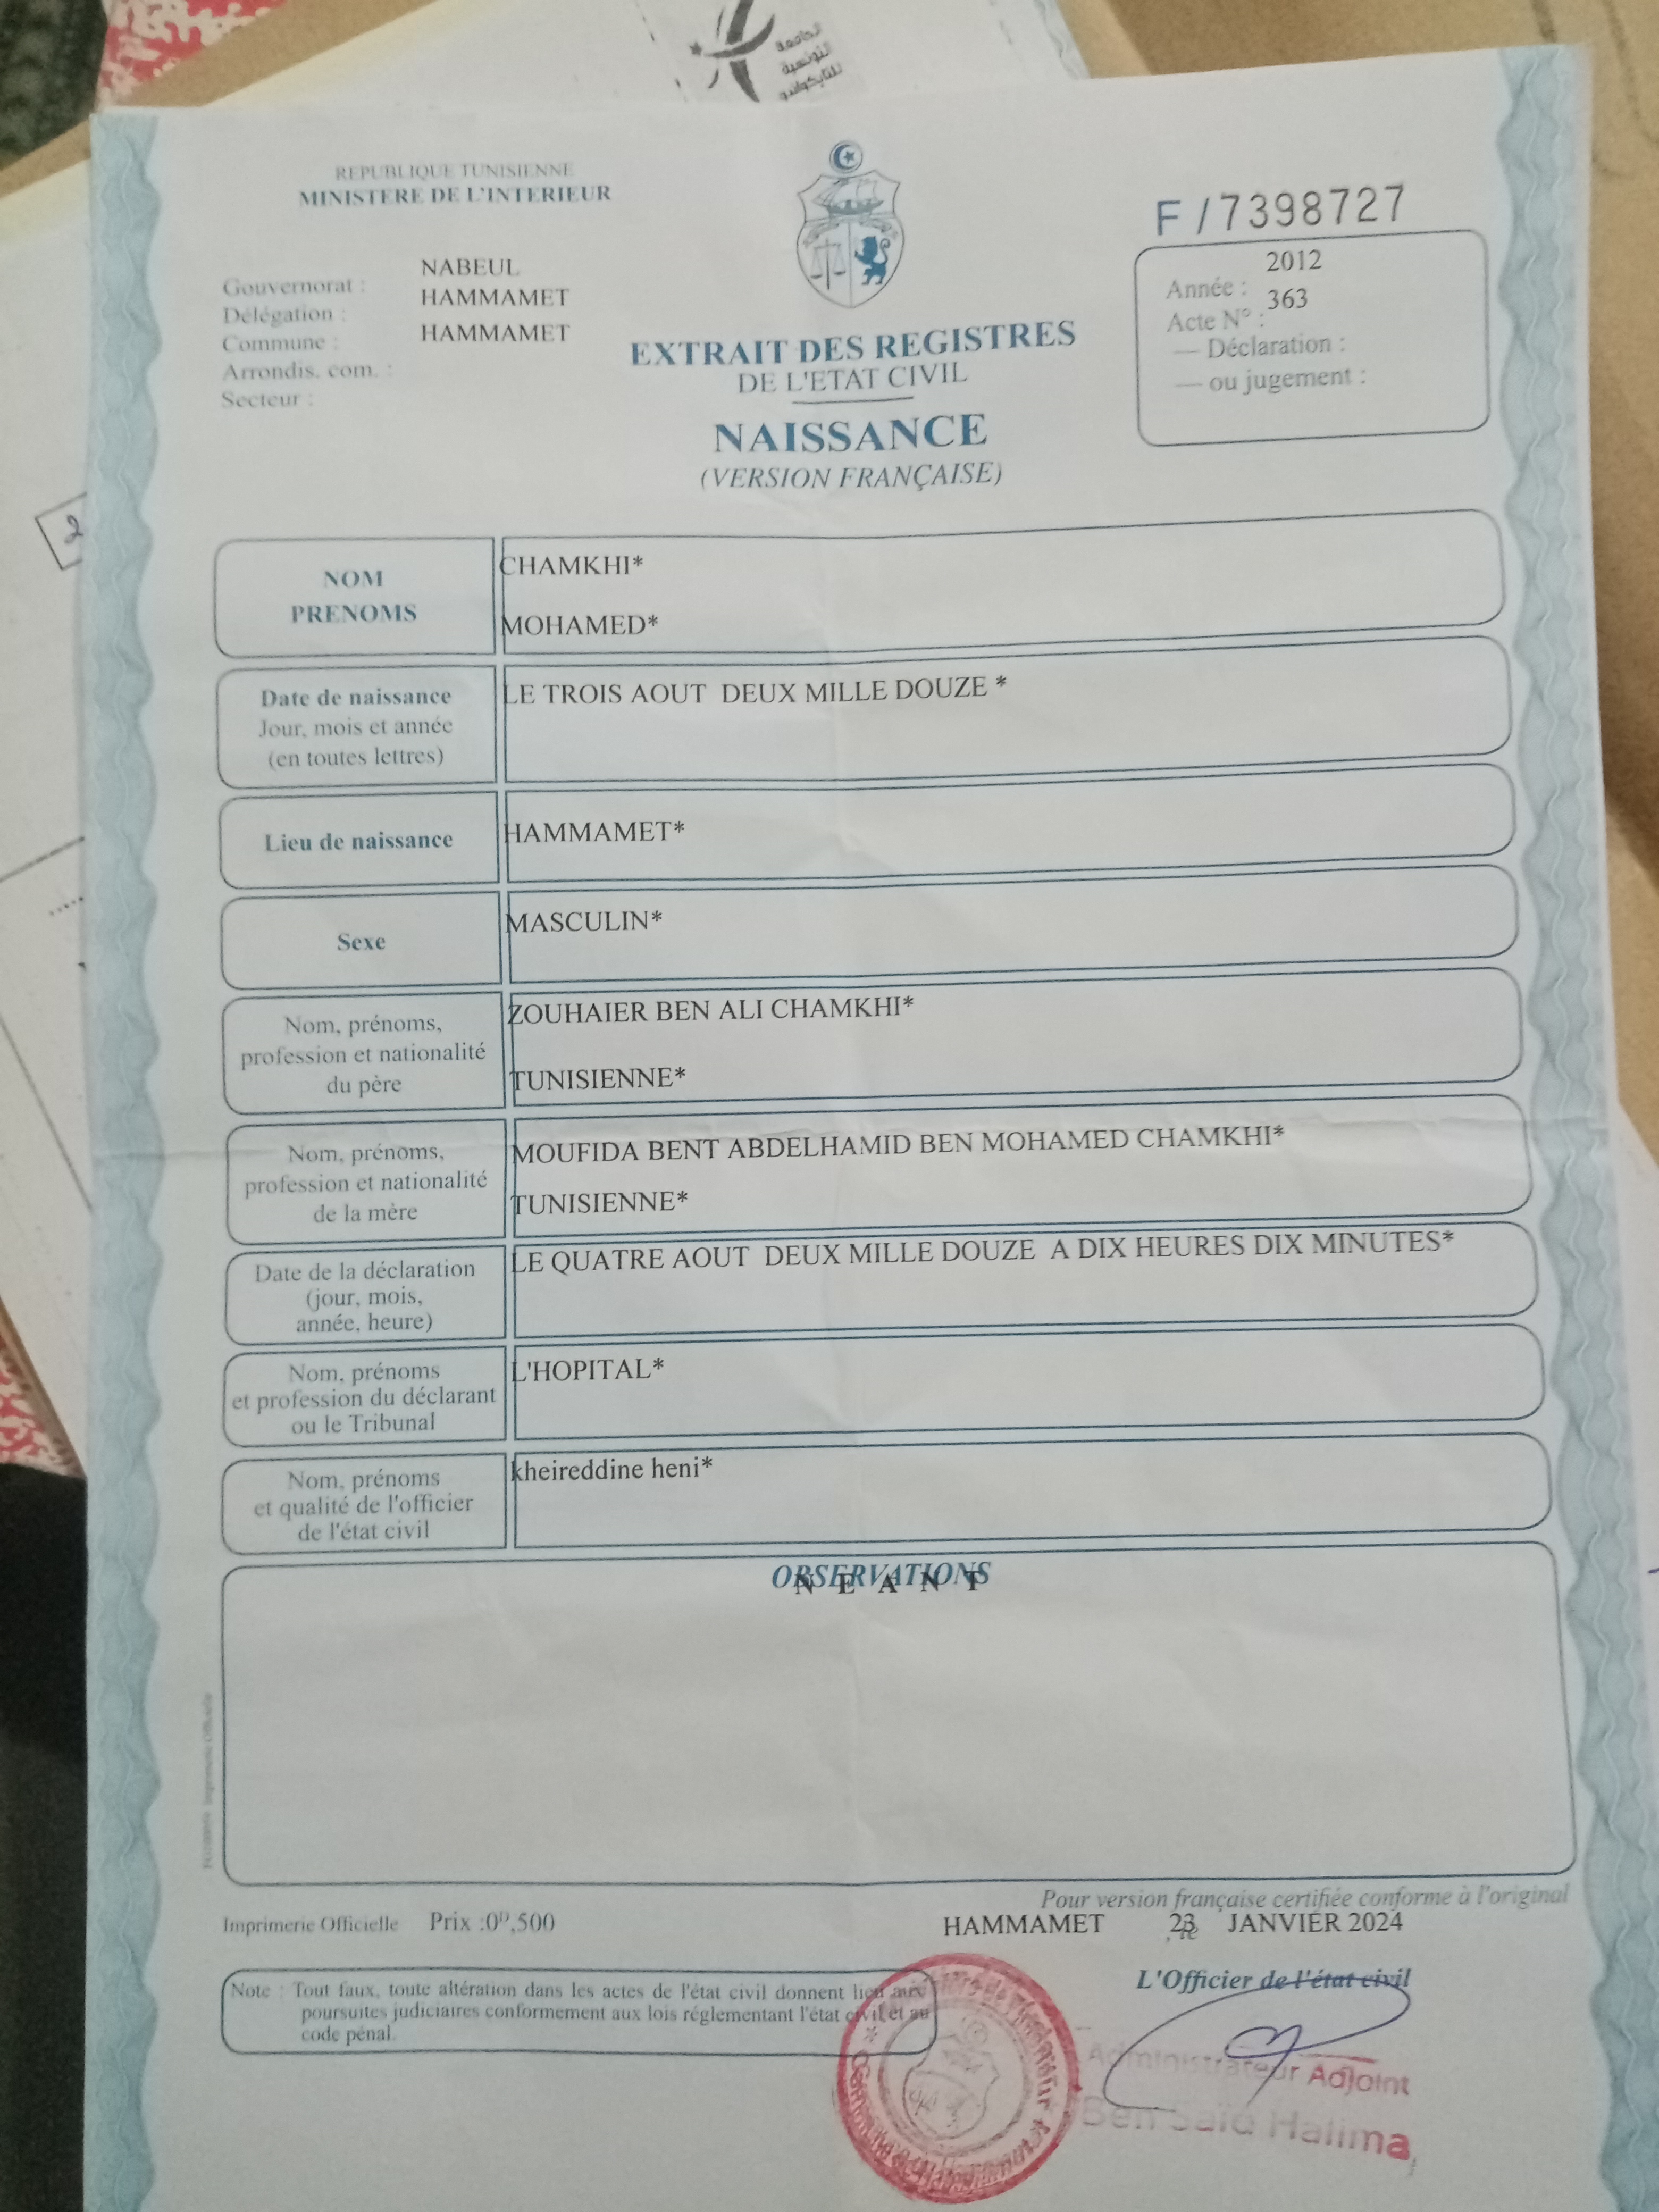 الجامعة
التونسية
للتايكواندو
REPUBLIQUE TUNISIENNE
MINISTERE DE L'INTERIEUR
F/7398727
Gouvernorat : NABEUL
Délégation : HAMMAMET
Commune : HAMMAMET
Arrondis. com. :
Secteur :
2012
Année :
363
Acte N° :
— Déclaration :
— ou jugement :
EXTRAIT DES REGISTRES
DE L'ETAT CIVIL
NAISSANCE
(VERSION FRANÇAISE)
2
NOM
PRENOMS
CHAMKHI*
MOHAMED*
Date de naissance
Jour, mois et année
(en toutes lettres)
LE TROIS AOUT DEUX MILLE DOUZE *
Lieu de naissance
HAMMAMET*
Sexe
MASCULIN*
Nom, prénoms,
profession et nationalité
du père
ZOUHAIER BEN ALI CHAMKHI*
TUNISIENNE*
Nom, prénoms,
profession et nationalité
de la mère
MOUFIDA BENT ABDELHAMID BEN MOHAMED CHAMKHI*
TUNISIENNE*
Date de la déclaration
(jour, mois,
année, heure)
LE QUATRE AOUT DEUX MILLE DOUZE A DIX HEURES DIX MINUTES*
Nom, prénoms
et profession du déclarant
ou le Tribunal
L'HOPITAL*
Nom, prénoms
et qualité de l'officier
de l'état civil
kheireddine heni*
OBSERVATIONS
N E A N T
Pour version française certifiée conforme à l'original
Imprimerie Officielle Prix :0ᴰ,500
HAMMAMET 23 JANVIER 2024
L'Officier de l'état civil
Note : Tout faux, toute altération dans les actes de l'état civil donnent lieu aux
poursuites judiciaires conformement aux lois réglementant l'état civil et au
code pénal.
Administrateur Adjoint
Ben Said Halima